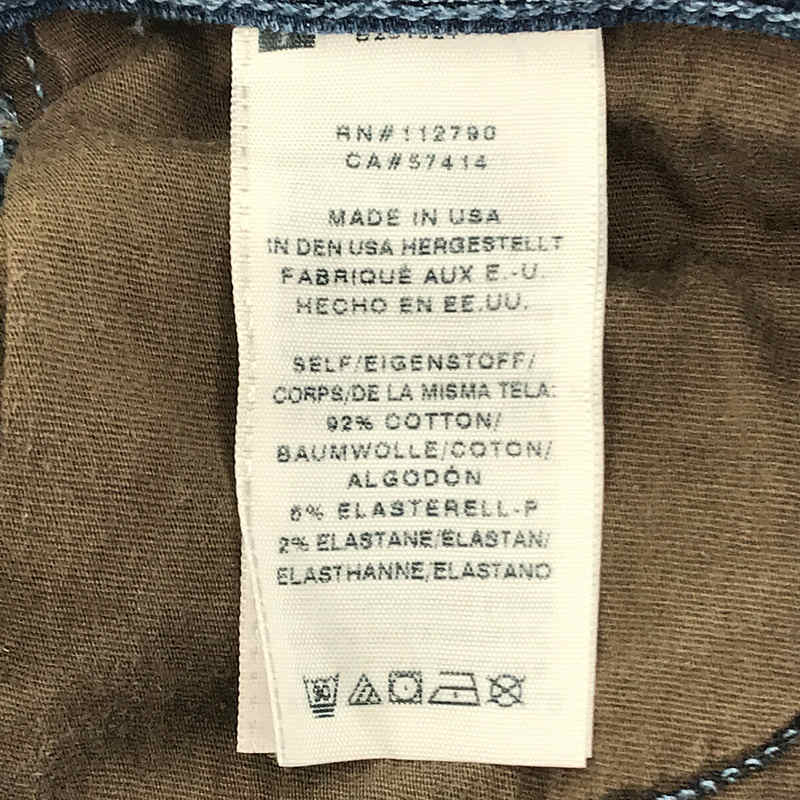 RN#112790
CA#57414
MADE IN USA
IN DEN USA HERGESTELLT
FABRIQUÉ AUX E.-U.
HECHO EN EE.UU.
SELF/EIGENSTOFF/
CORPS/DE LA MISMA TELA:
92% COTTON/
BAUMWOLLE/COTON/
ALGODÓN
6% ELASTERELL-P
2% ELASTANE/ELASTAN/
ELASTHANNE/ELASTANO
30